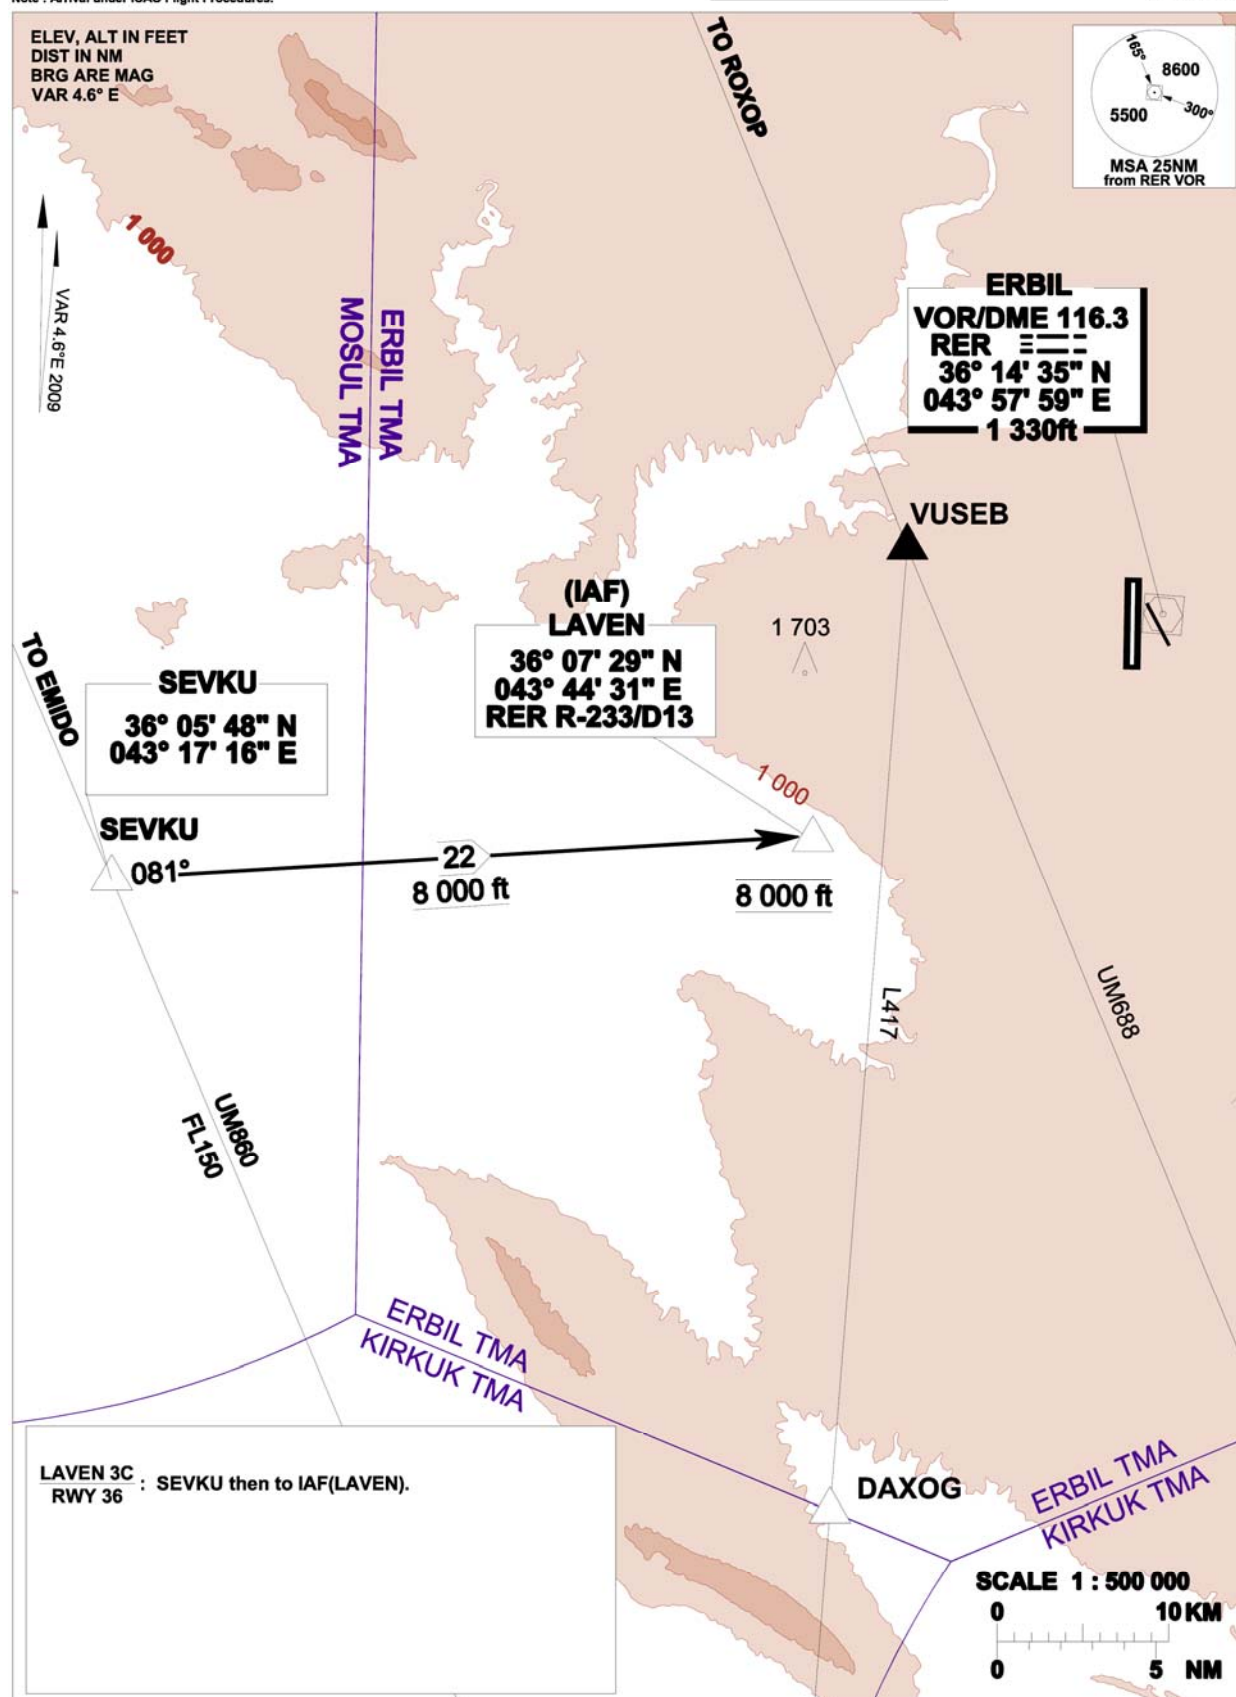 Note : Arrival under ICAO Flight Procedures.
ELEV, ALT IN FEET
DIST IN NM
BRG ARE MAG
VAR 4.6° E
TO ROXOP
165°
8600
5500
300°
MSA 25NM
from RER VOR
1 000
VAR 4.6°E 2009
MOSUL TMA
ERBIL TMA
ERBIL
VOR/DME 116.3
RER
36° 14' 35" N
043° 57' 59" E
1 330ft
VUSEB
(IAF)
LAVEN
36° 07' 29" N
043° 44' 31" E
RER R-233/D13
1 703
TO EMIDO
SEVKU
36° 05' 48" N
043° 17' 16" E
1 000
SEVKU
081°
22
8 000 ft
8 000 ft
L417
UM688
UM860
FL150
ERBIL TMA
KIRKUK TMA
LAVEN 3C
RWY 36
: SEVKU then to IAF(LAVEN).
DAXOG
ERBIL TMA
KIRKUK TMA
SCALE 1 : 500 000
0 10 KM
0 5 NM